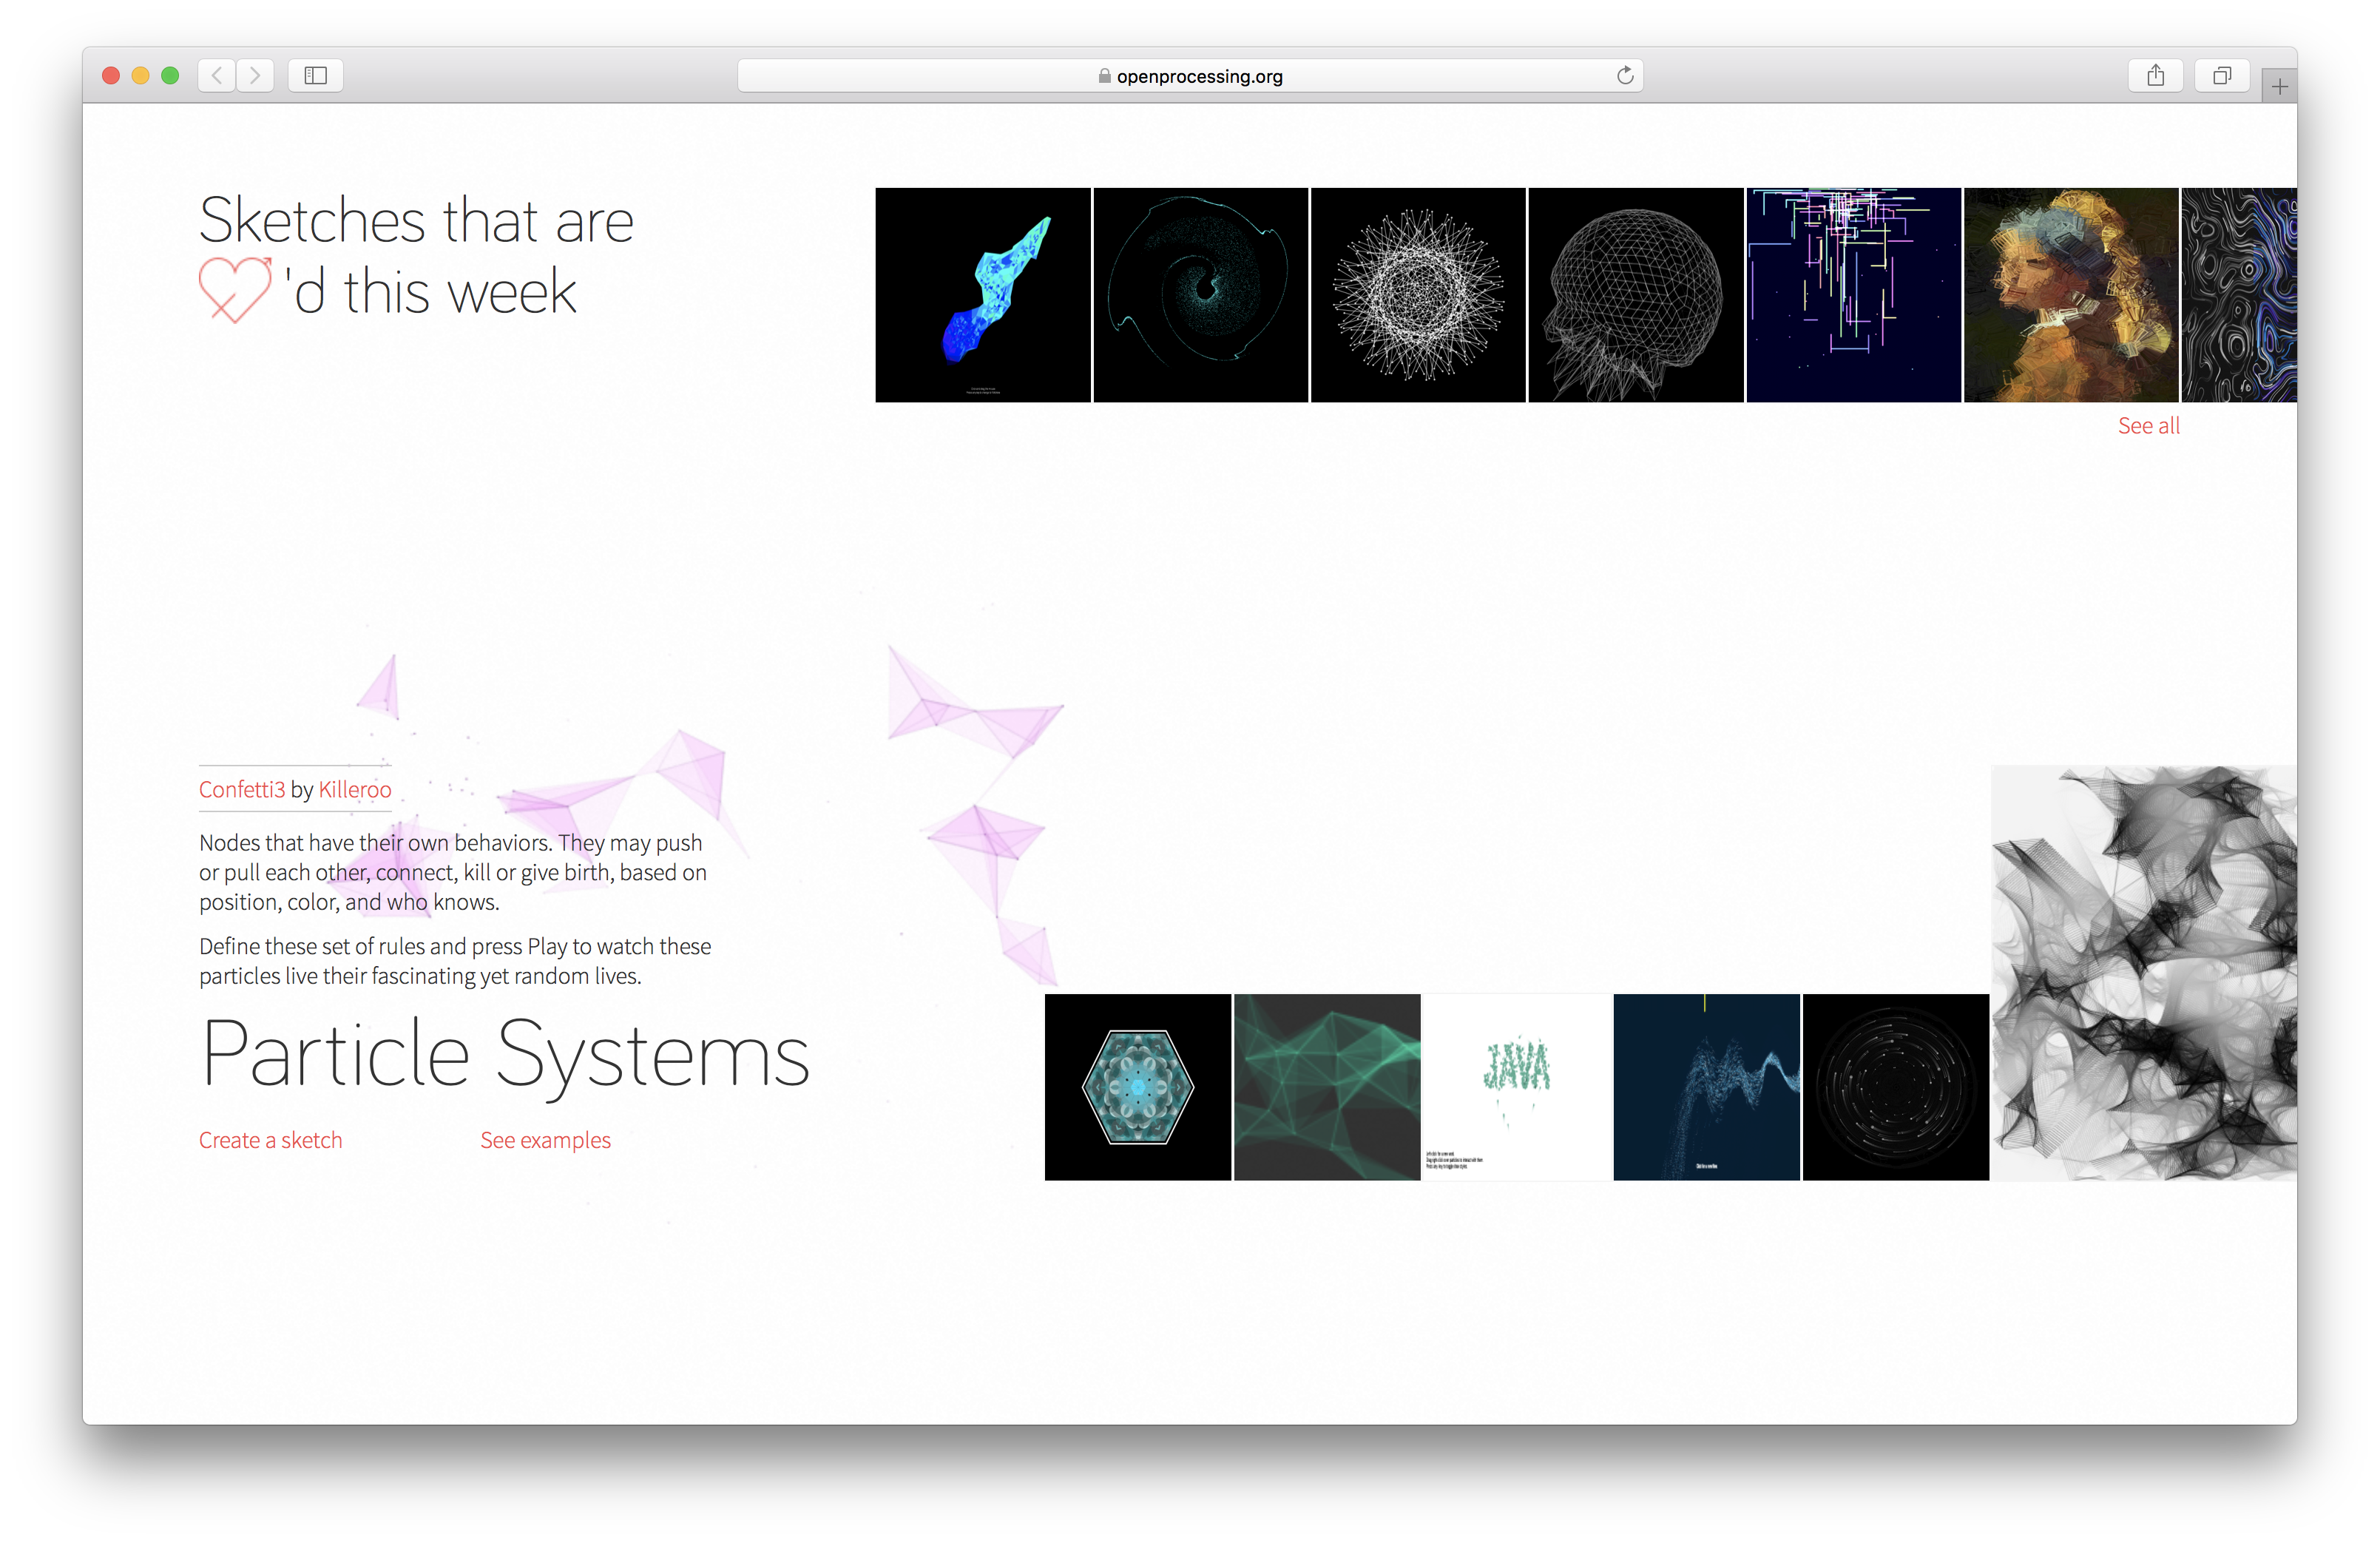 openprocessing.org
Sketches that are
'd this week
See all
Confetti3 by Killeroo
Nodes that have their own behaviors. They may push
or pull each other, connect, kill or give birth, based on
position, color, and who knows.
Define these set of rules and press Play to watch these
particles live their fascinating yet random lives.
Particle Systems
Create a sketch
See examples
JAVA